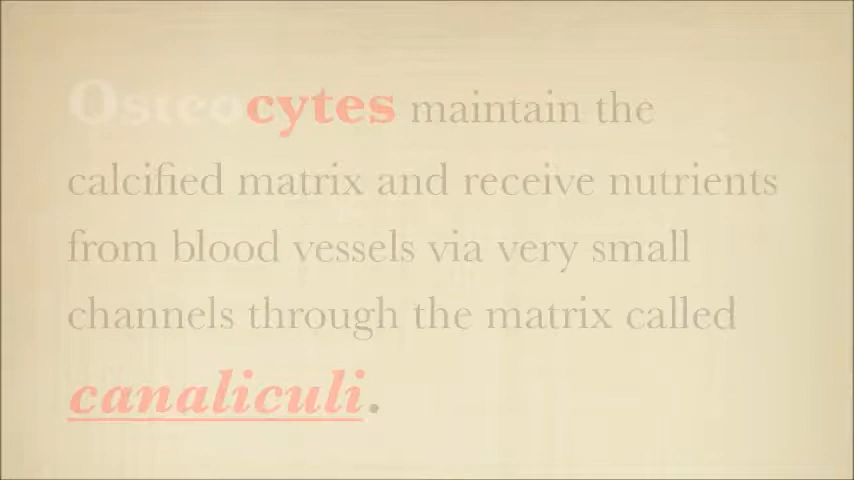 Osteocytes maintain the
calcified matrix and receive nutrients
from blood vessels via very small
channels through the matrix called
canaliculi.